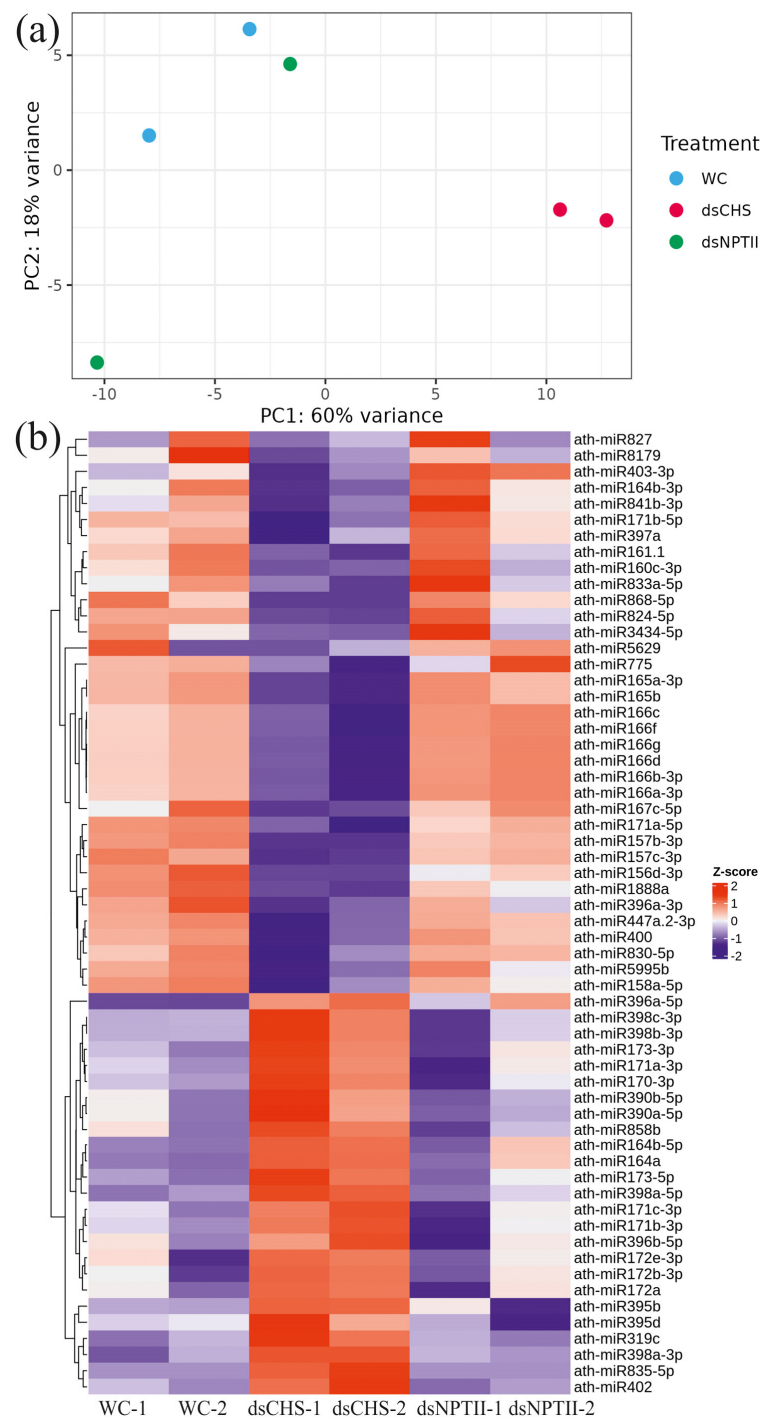 (a)
5
0
-5
PC2: 18% variance
-10 -5 0 5 10
PC1: 60% variance
Treatment
WC
dsCHS
dsNPTII
(b)
ath-miR827
ath-miR8179
ath-miR403-3p
ath-miR164b-3p
ath-miR841b-3p
ath-miR171b-5p
ath-miR397a
ath-miR161.1
ath-miR160c-3p
ath-miR833a-5p
ath-miR868-5p
ath-miR824-5p
ath-miR3434-5p
ath-miR5629
ath-miR775
ath-miR165a-3p
ath-miR165b
ath-miR166c
ath-miR166f
ath-miR166g
ath-miR166d
ath-miR166b-3p
ath-miR166a-3p
ath-miR167c-5p
ath-miR171a-5p
ath-miR157b-3p
ath-miR157c-3p
ath-miR156d-3p
ath-miR1888a
ath-miR396a-3p
ath-miR447a.2-3p
ath-miR400
ath-miR830-5p
ath-miR5995b
ath-miR158a-5p
ath-miR396a-5p
ath-miR398c-3p
ath-miR398b-3p
ath-miR173-3p
ath-miR171a-3p
ath-miR170-3p
ath-miR390b-5p
ath-miR390a-5p
ath-miR858b
ath-miR164b-5p
ath-miR164a
ath-miR173-5p
ath-miR398a-5p
ath-miR171c-3p
ath-miR171b-3p
ath-miR396b-5p
ath-miR172e-3p
ath-miR172b-3p
ath-miR172a
ath-miR395b
ath-miR395d
ath-miR319c
ath-miR398a-3p
ath-miR835-5p
ath-miR402
Z-score
2
1
0
-1
-2
WC-1 WC-2 dsCHS-1 dsCHS-2 dsNPTII-1 dsNPTII-2